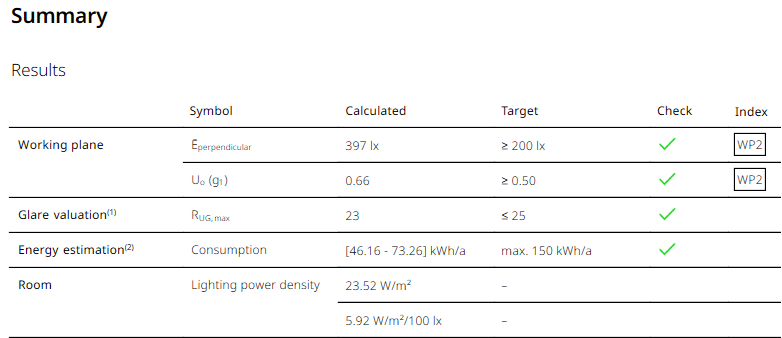 Summary
Results
Symbol Calculated Target Check Index
Working plane Ēperpendicular 397 lx ≥ 200 lx ✓ WP2
Uₒ (g₁) 0.66 ≥ 0.50 ✓ WP2
Glare valuation⁽¹⁾ RUG, max 23 ≤ 25 ✓
Energy estimation⁽²⁾ Consumption [46.16 - 73.26] kWh/a max. 150 kWh/a ✓
Room Lighting power density 23.52 W/m² –
5.92 W/m²/100 lx –